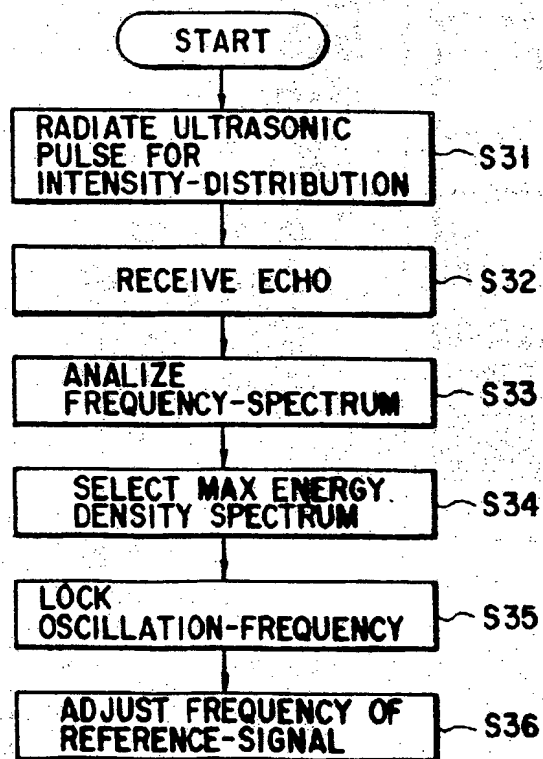 START
RADIATE ULTRASONIC
PULSE FOR
INTENSITY-DISTRIBUTION
S31
RECEIVE ECHO
S32
ANALIZE
FREQUENCY-SPECTRUM
S33
SELECT MAX ENERGY
DENSITY SPECTRUM
S34
LOCK
OSCILLATION-FREQUENCY
S35
ADJUST FREQUENCY OF
REFERENCE-SIGNAL
S36